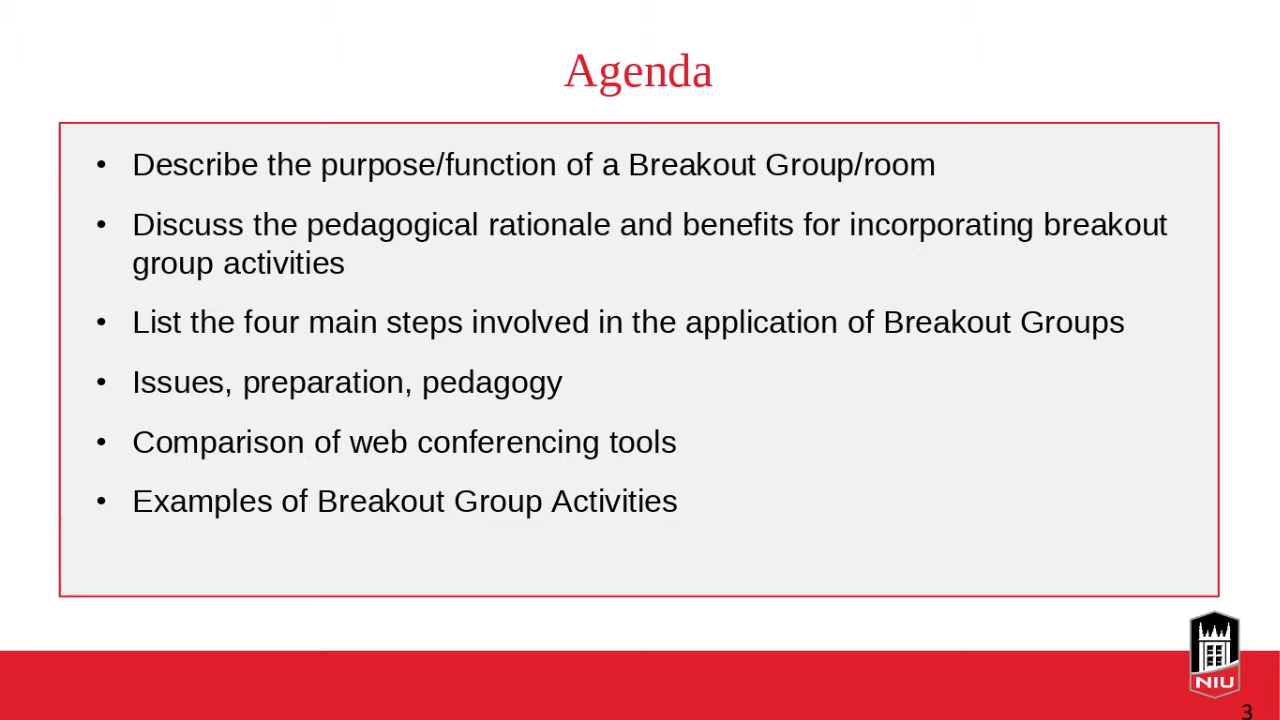 Agenda
• Describe the purpose/function of a Breakout Group/room
• Discuss the pedagogical rationale and benefits for incorporating breakout
group activities
• List the four main steps involved in the application of Breakout Groups
• Issues, preparation, pedagogy
• Comparison of web conferencing tools
• Examples of Breakout Group Activities
NIU
3